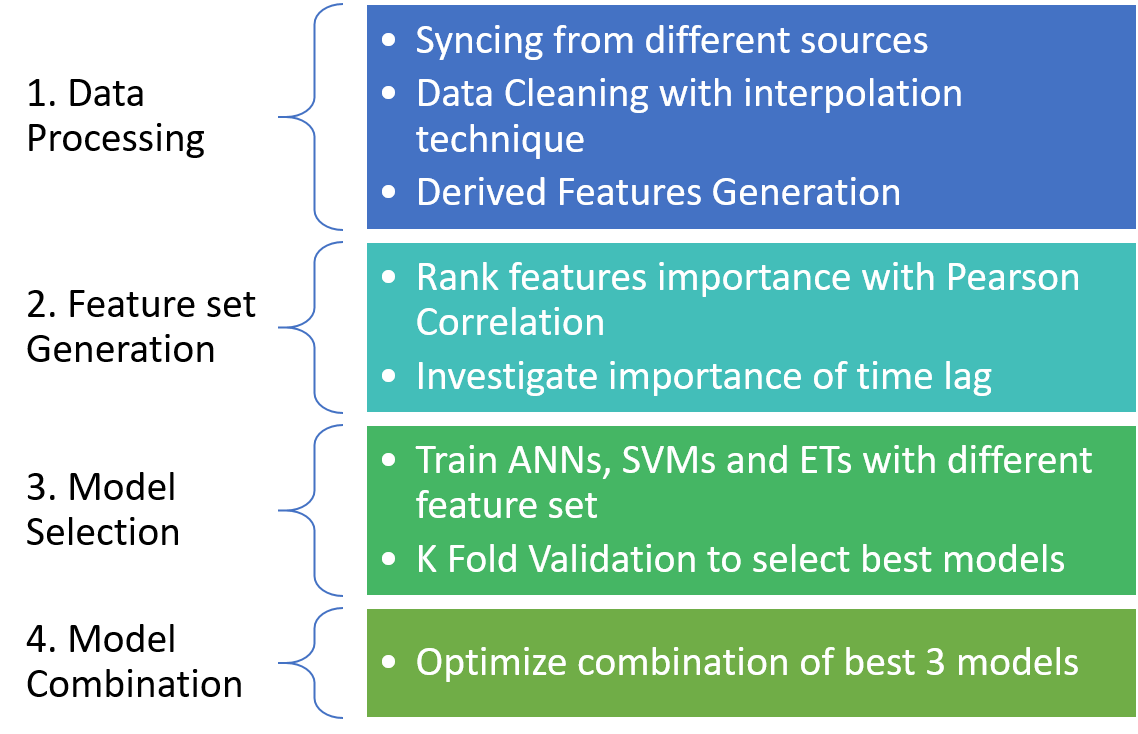 1. Data
Processing
• Syncing from different sources
• Data Cleaning with interpolation
technique
• Derived Features Generation
2. Feature set
Generation
• Rank features importance with Pearson
Correlation
• Investigate importance of time lag
3. Model
Selection
• Train ANNs, SVMs and ETs with different
feature set
• K Fold Validation to select best models
4. Model
Combination
• Optimize combination of best 3 models